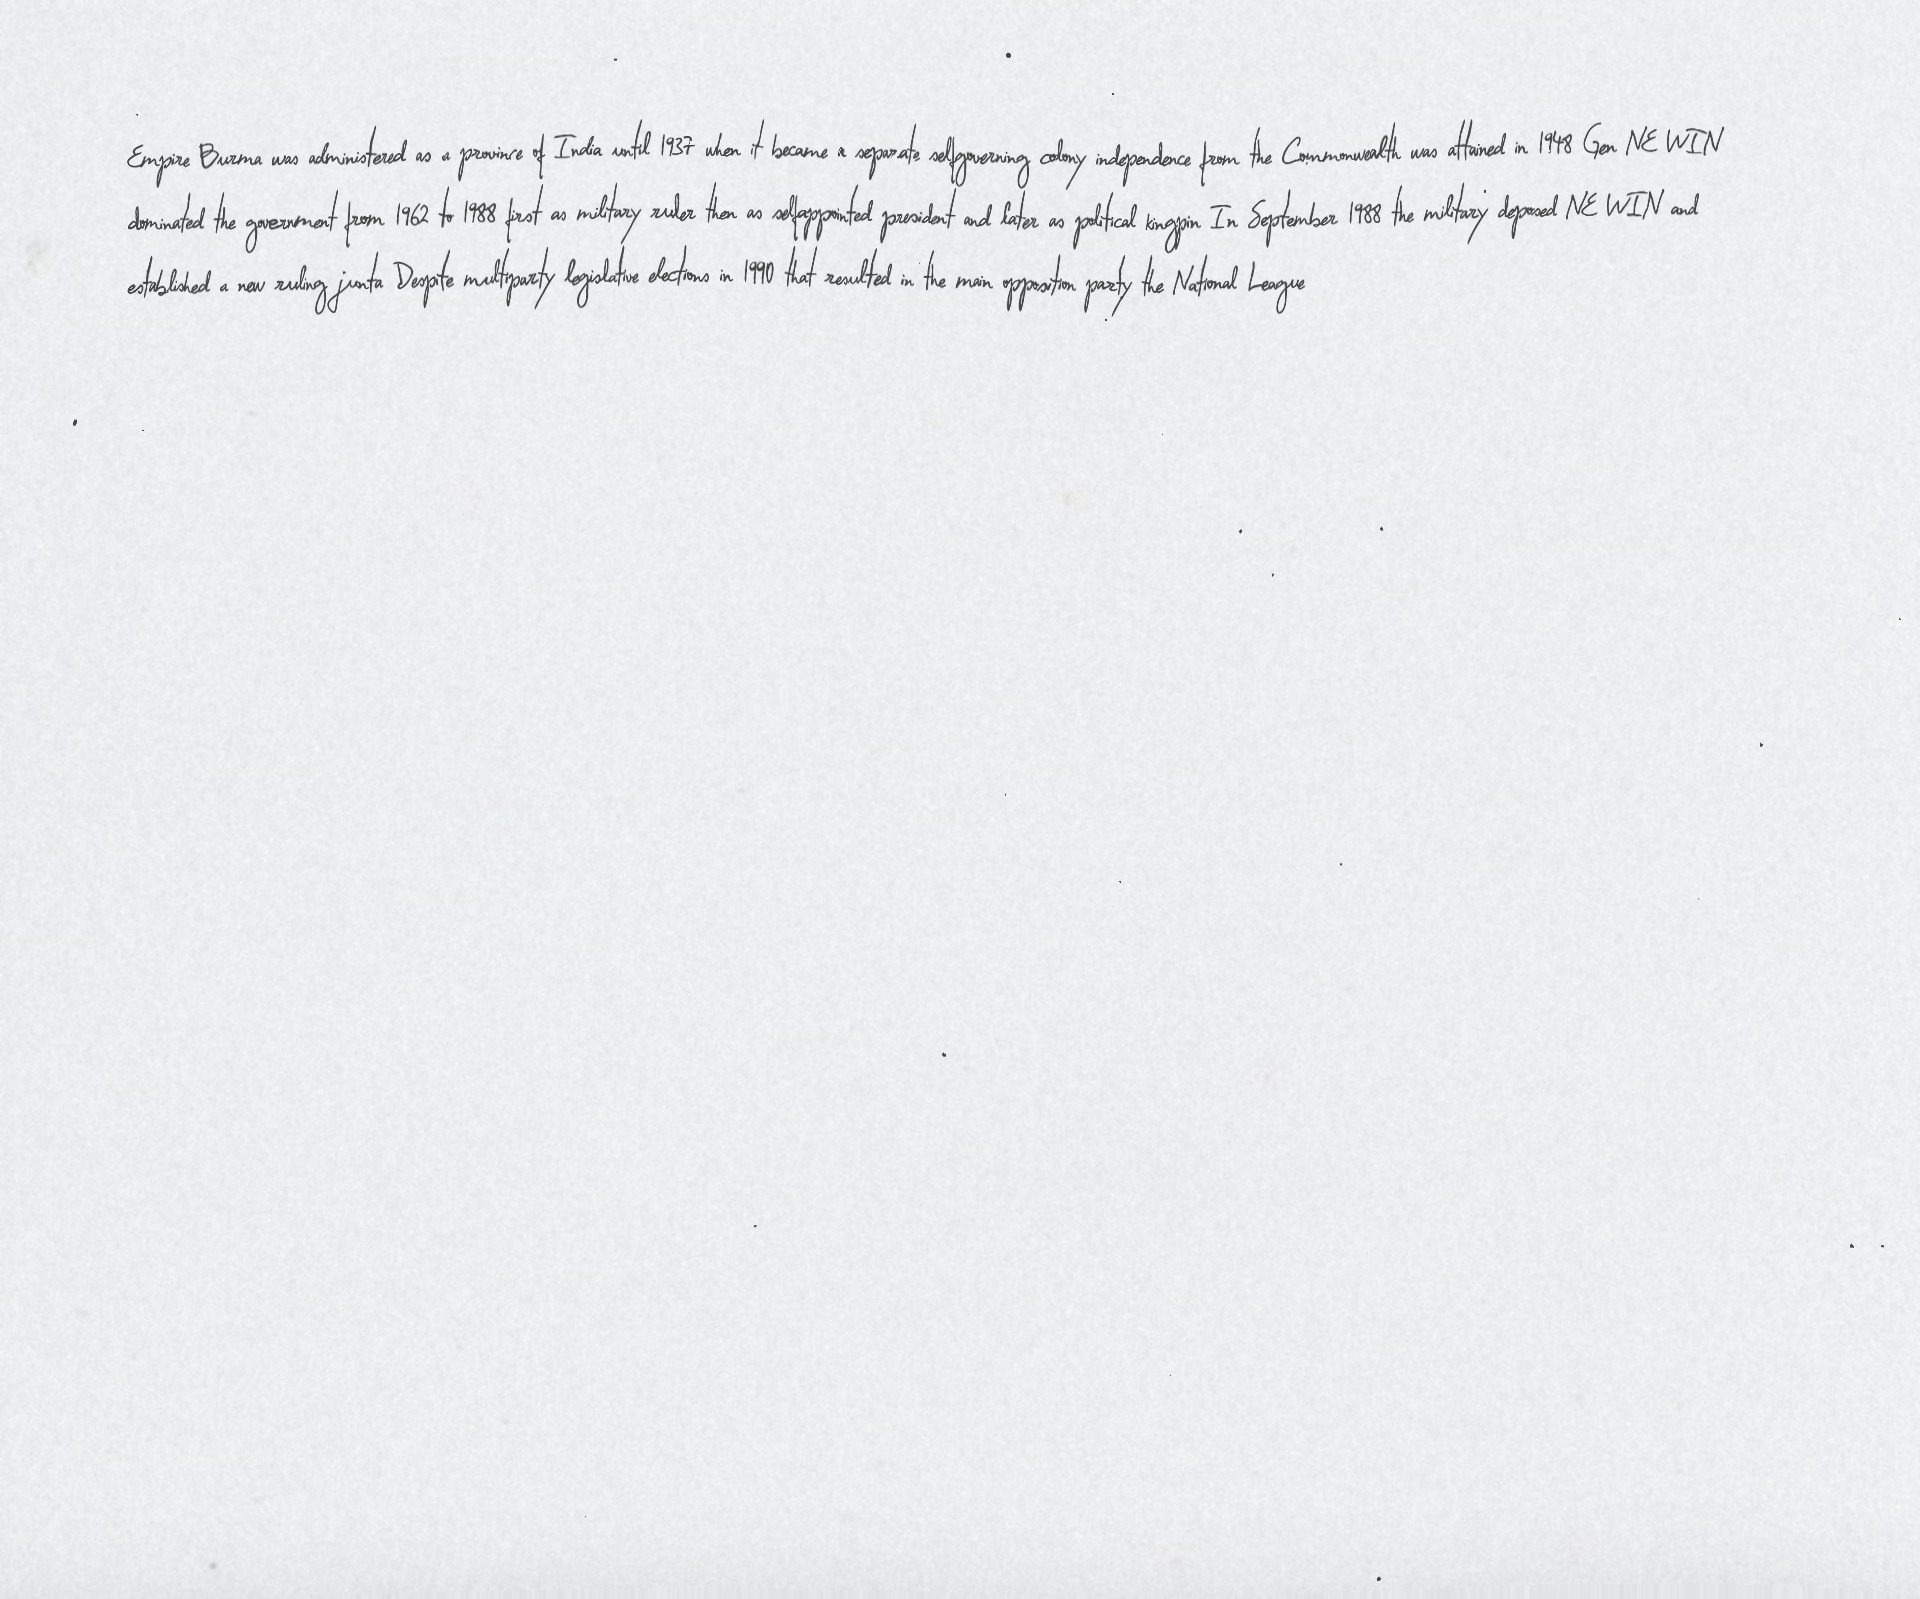 Empire Burma was administered as a province of India until 1937 when it became a separate selfgoverning colony independence from the Commonwealth was attained in 1948 Gen NE WIN
dominated the government from 1962 to 1988 first as military ruler then as selfappointed president and later as political kingpin In September 1988 the military deposed NE WIN and
established a new ruling junta Despite multiparty legislative elections in 1990 that resulted in the main opposition party the National League